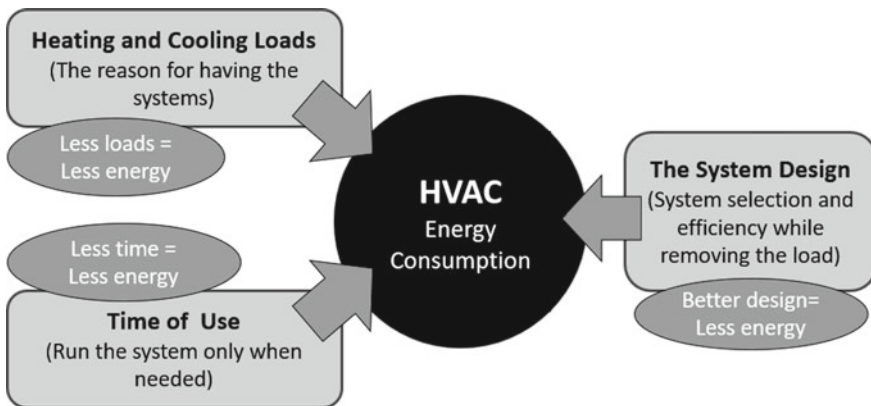 Heating and Cooling Loads
(The reason for having the
systems)
Less loads =
Less energy
Less time =
Less energy
Time of Use
(Run the system only when
needed)
HVAC
Energy
Consumption
The System Design
(System selection and
efficiency while
removing the load)
Better design=
Less energy